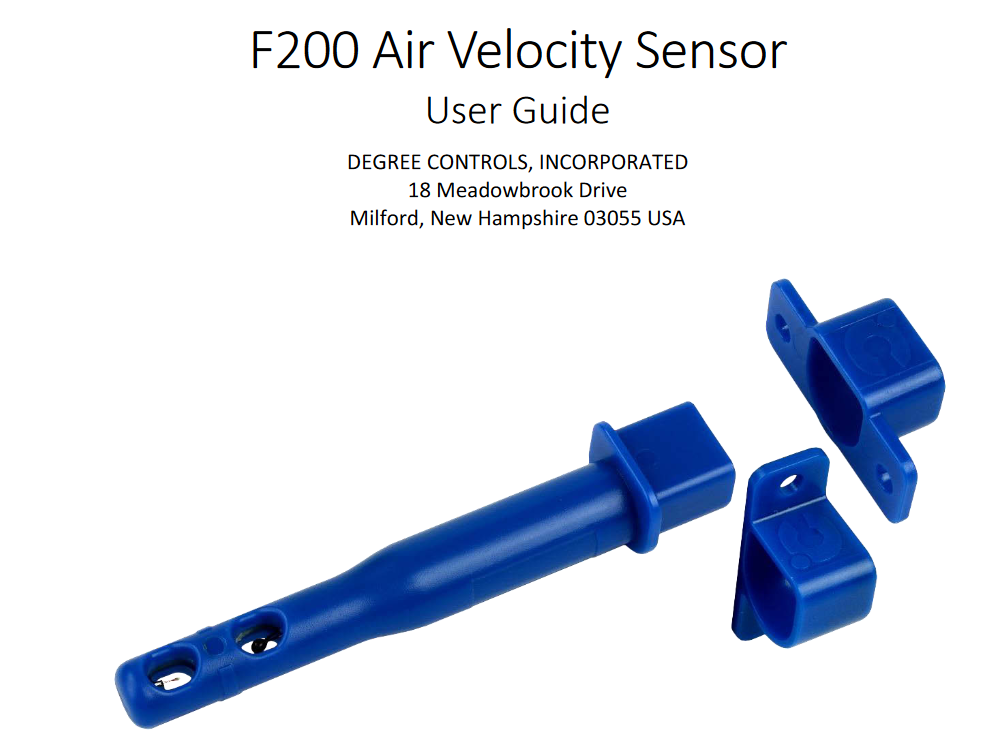 F200 Air Velocity Sensor
User Guide
DEGREE CONTROLS, INCORPORATED
18 Meadowbrook Drive
Milford, New Hampshire 03055 USA